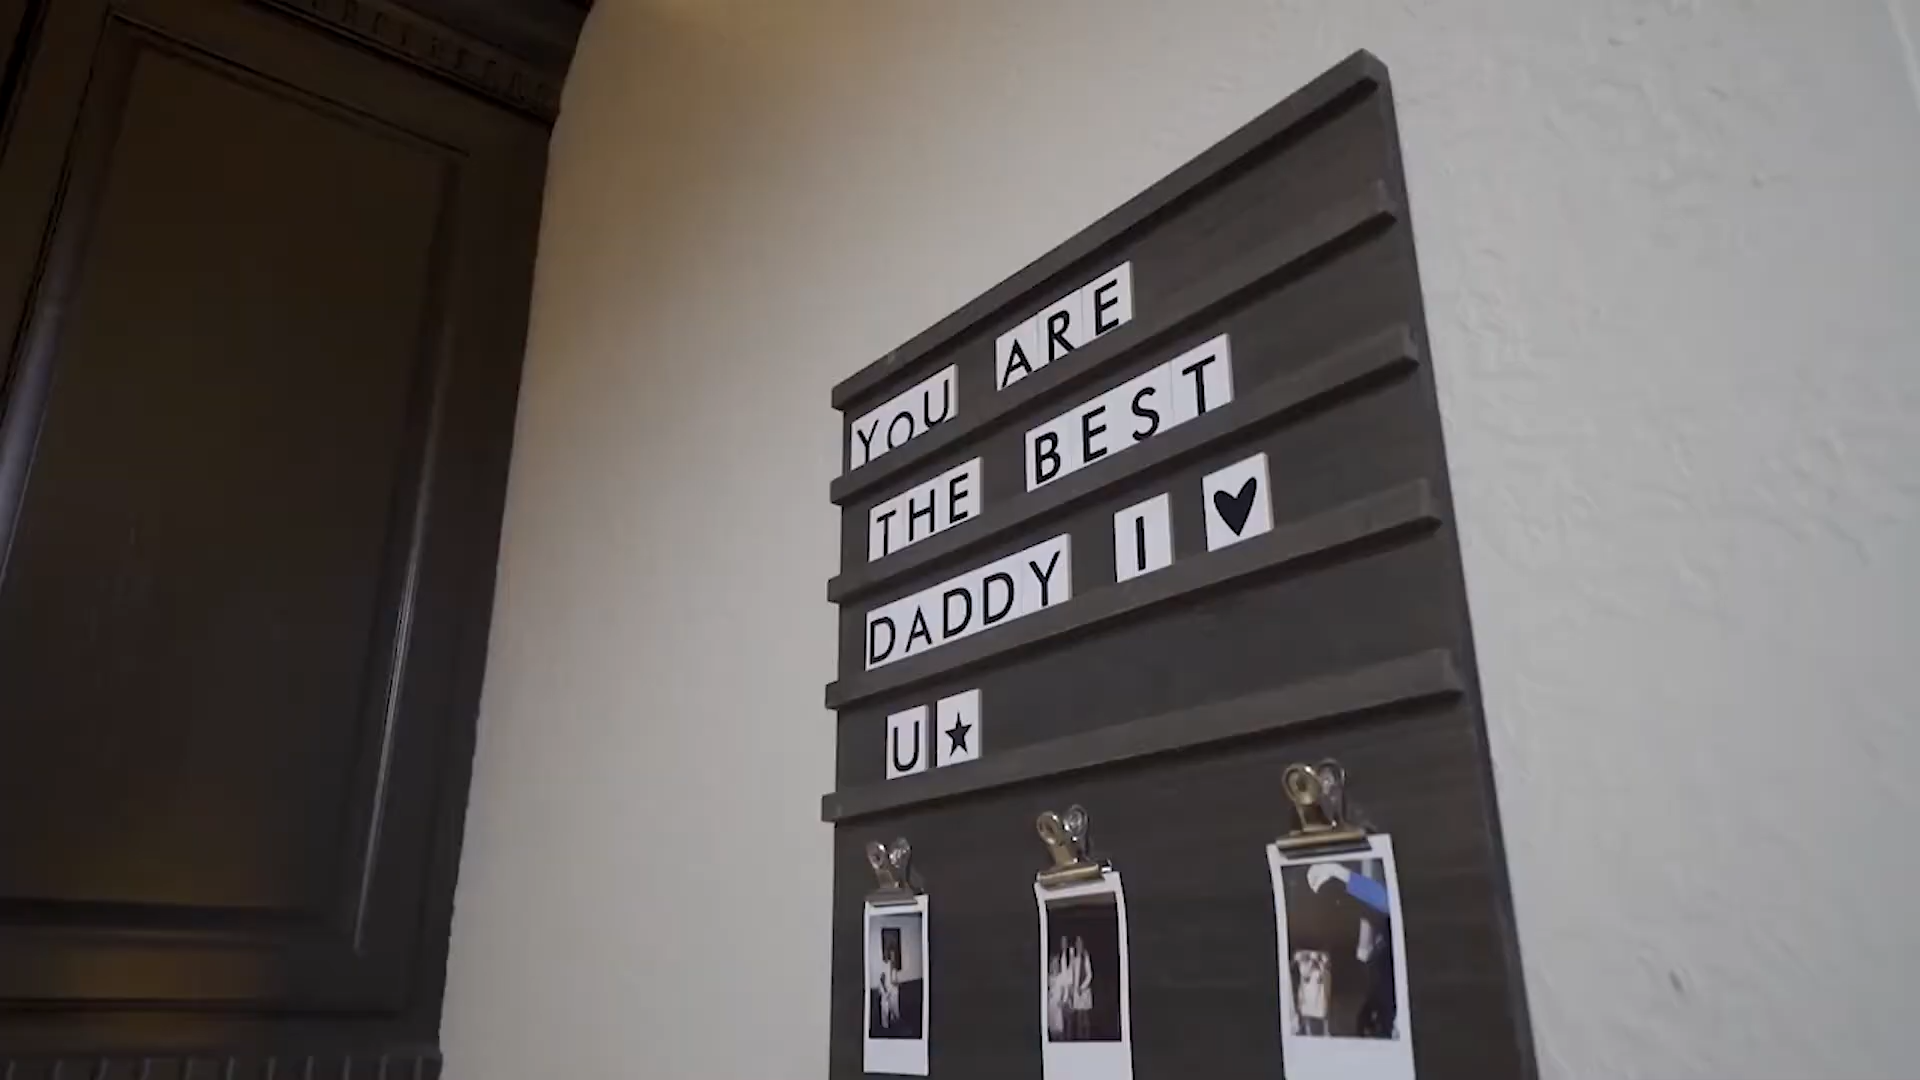 YOU ARE
THE BEST
DADDY I ♥
U ★